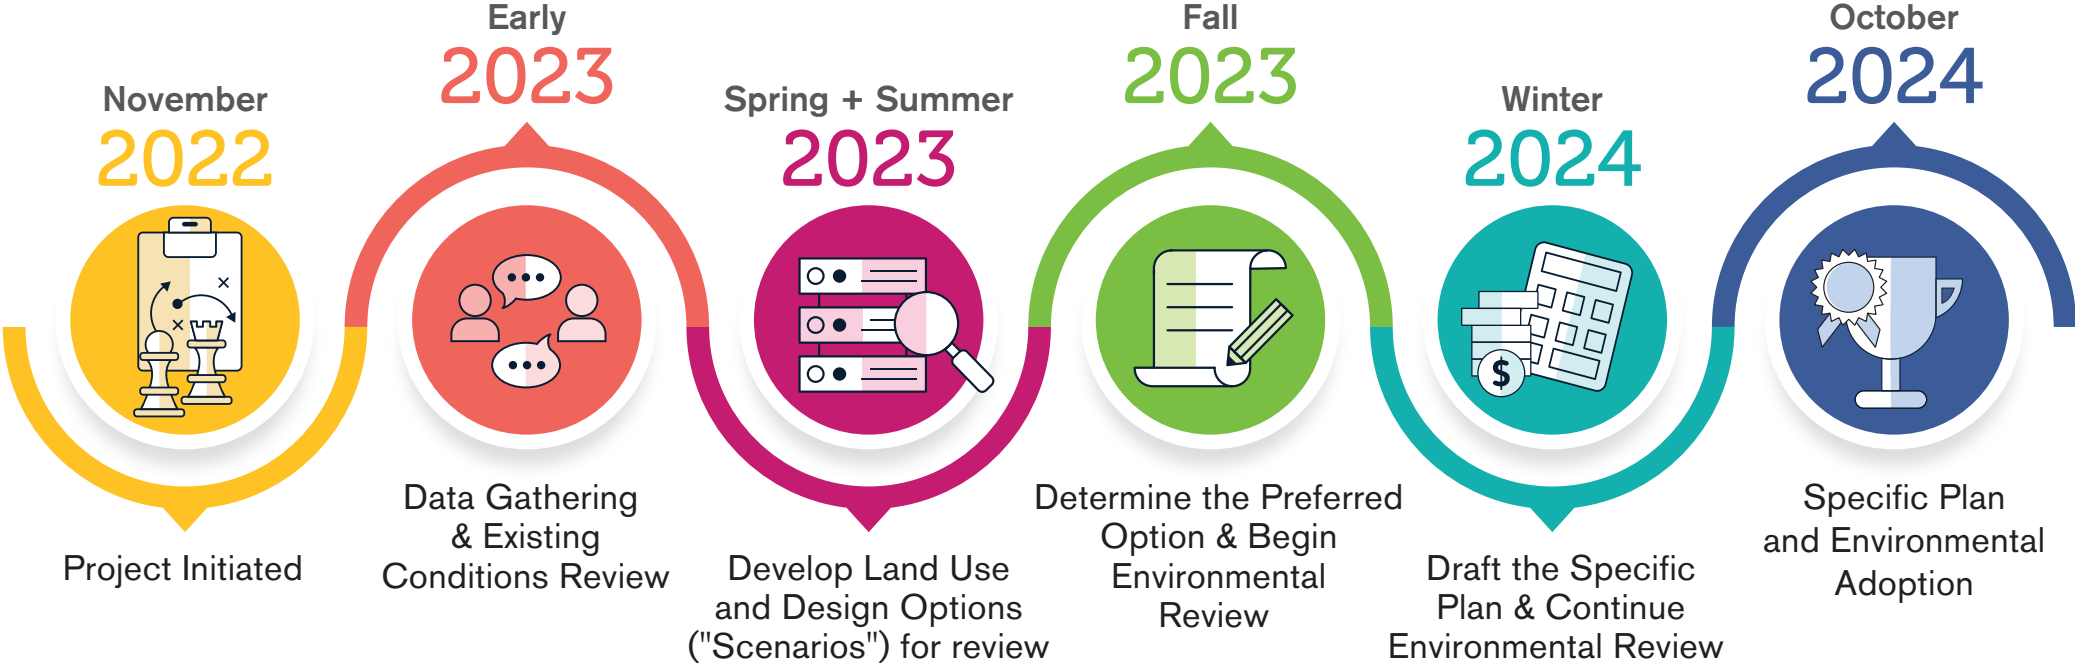 November
2022
Project Initiated
Early
2023
Data Gathering
& Existing
Conditions Review
Spring + Summer
2023
Develop Land Use
and Design Options
("Scenarios") for review
Fall
2023
Determine the Preferred
Option & Begin
Environmental
Review
Winter
2024
$
Draft the Specific
Plan & Continue
Environmental Review
October
2024
Specific Plan
and Environmental
Adoption